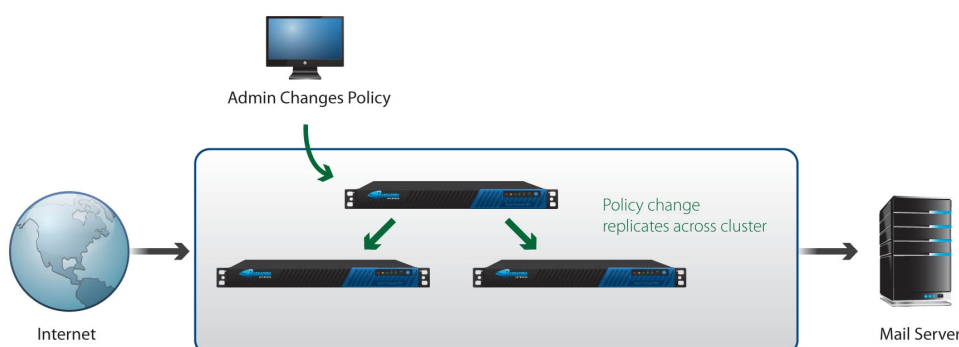 Admin Changes Policy
Policy change
replicates across cluster
Internet
Mail Server